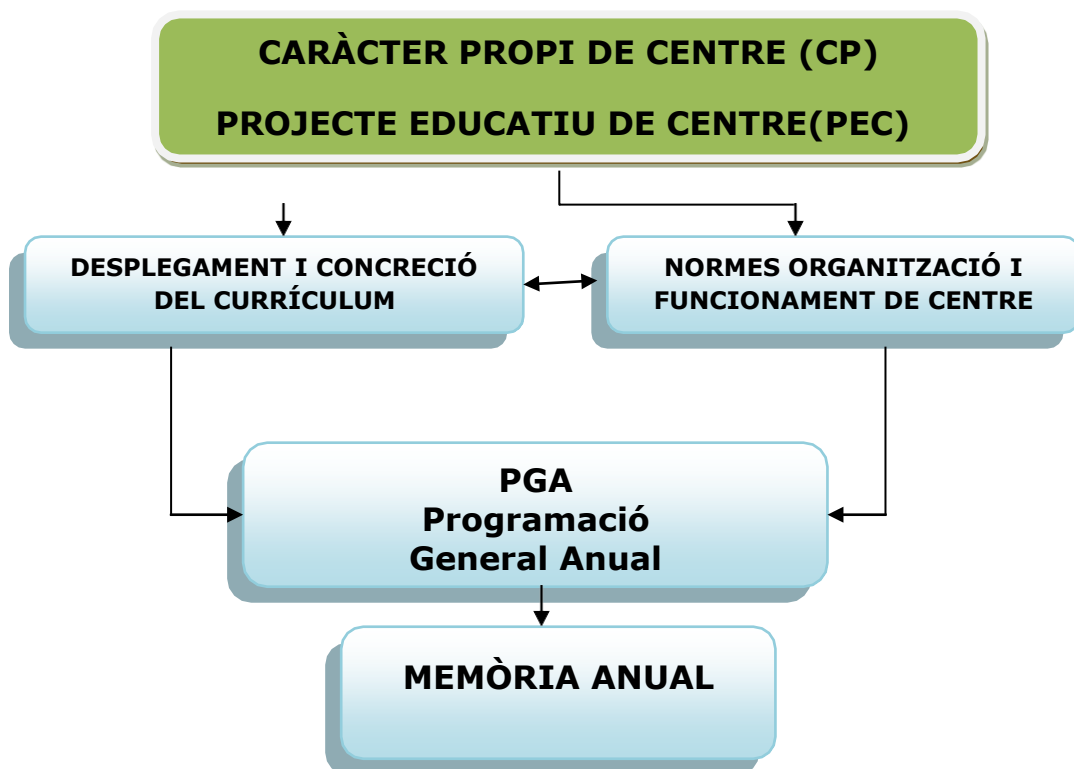 CARÀCTER PROPI DE CENTRE (CP)
PROJECTE EDUCATIU DE CENTRE(PEC)
DESPLEGAMENT I CONCRECIÓ
DEL CURRÍCULUM
NORMES ORGANITZACIÓ I
FUNCIONAMENT DE CENTRE
PGA
Programació
General Anual
MEMÒRIA ANUAL